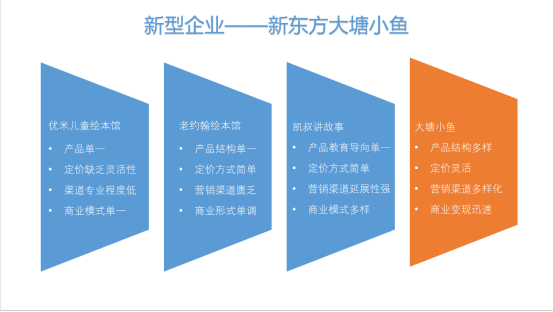 新型企业——新东方大塘小鱼
优米儿童绘本馆
• 产品单一
• 定价缺乏灵活性
• 渠道专业程度低
• 商业模式单一
老约翰绘本馆
• 产品结构单一
• 定价方式简单
• 营销渠道匮乏
• 商业形式单调
凯叔讲故事
• 产品教育导向单一
• 定价方式简单
• 营销渠道延展性强
• 商业模式多样
大塘小鱼
• 产品结构多样
• 定价灵活
• 营销渠道多样化
• 商业变现迅速